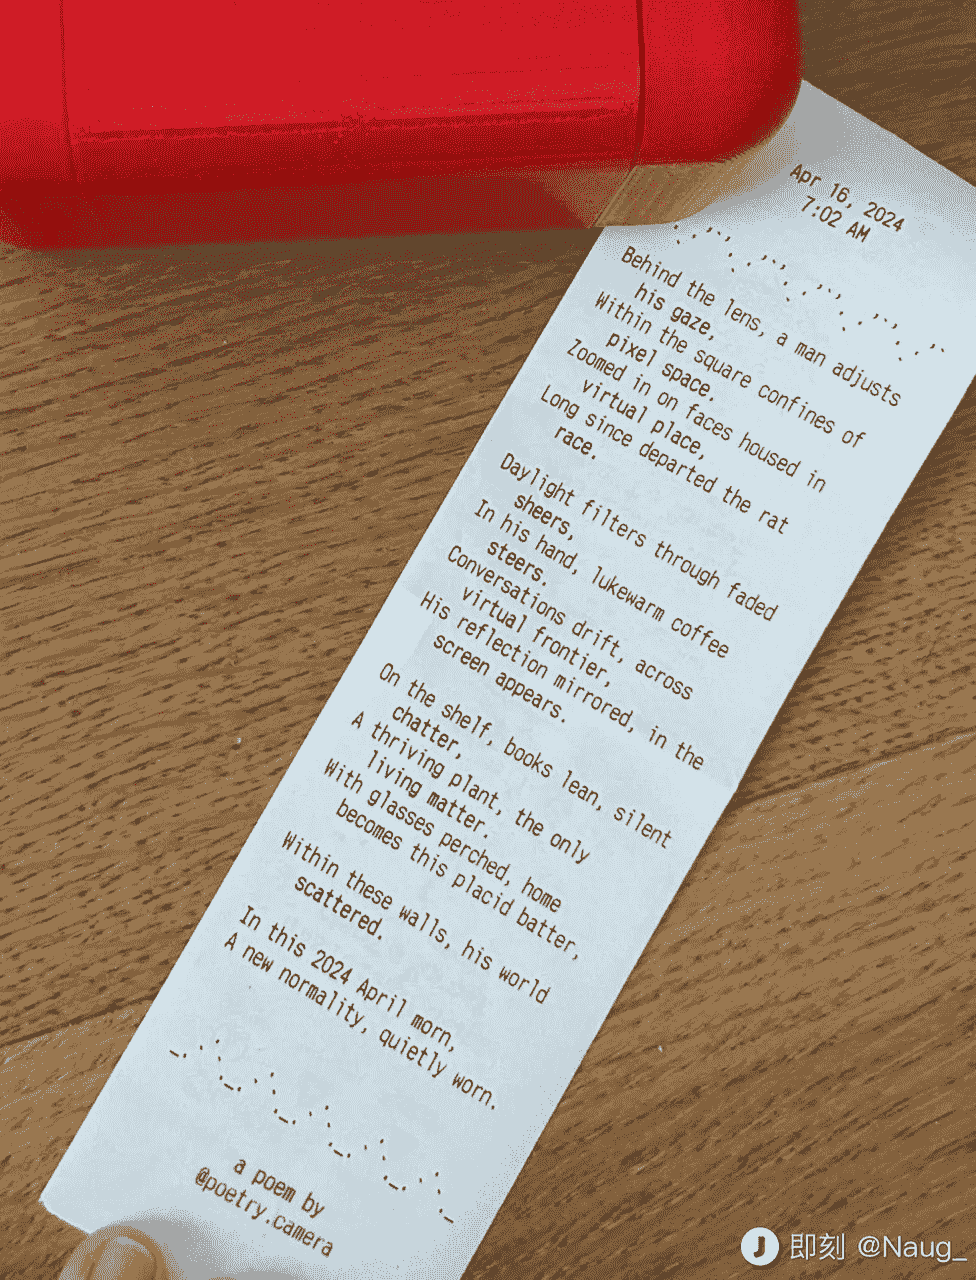 Apr 16, 2024
7:02 AM
Behind the lens, a man adjusts
his gaze,
Within the square confines of
pixel space.
Zoomed in on faces housed in
virtual place,
Long since departed the rat
race.
Daylight filters through faded
sheers,
In his hand, lukewarm coffee
steers.
Conversations drift, across
virtual frontier,
His reflection mirrored, in the
screen appears.
On the shelf, books lean, silent
chatter,
A thriving plant, the only
living matter.
With glasses perched, home
becomes this placid batter,
Within these walls, his world
scattered.
In this 2024 April morn,
A new normality, quietly worn.
a poem by
@poetry.camera
即刻 @Naug_